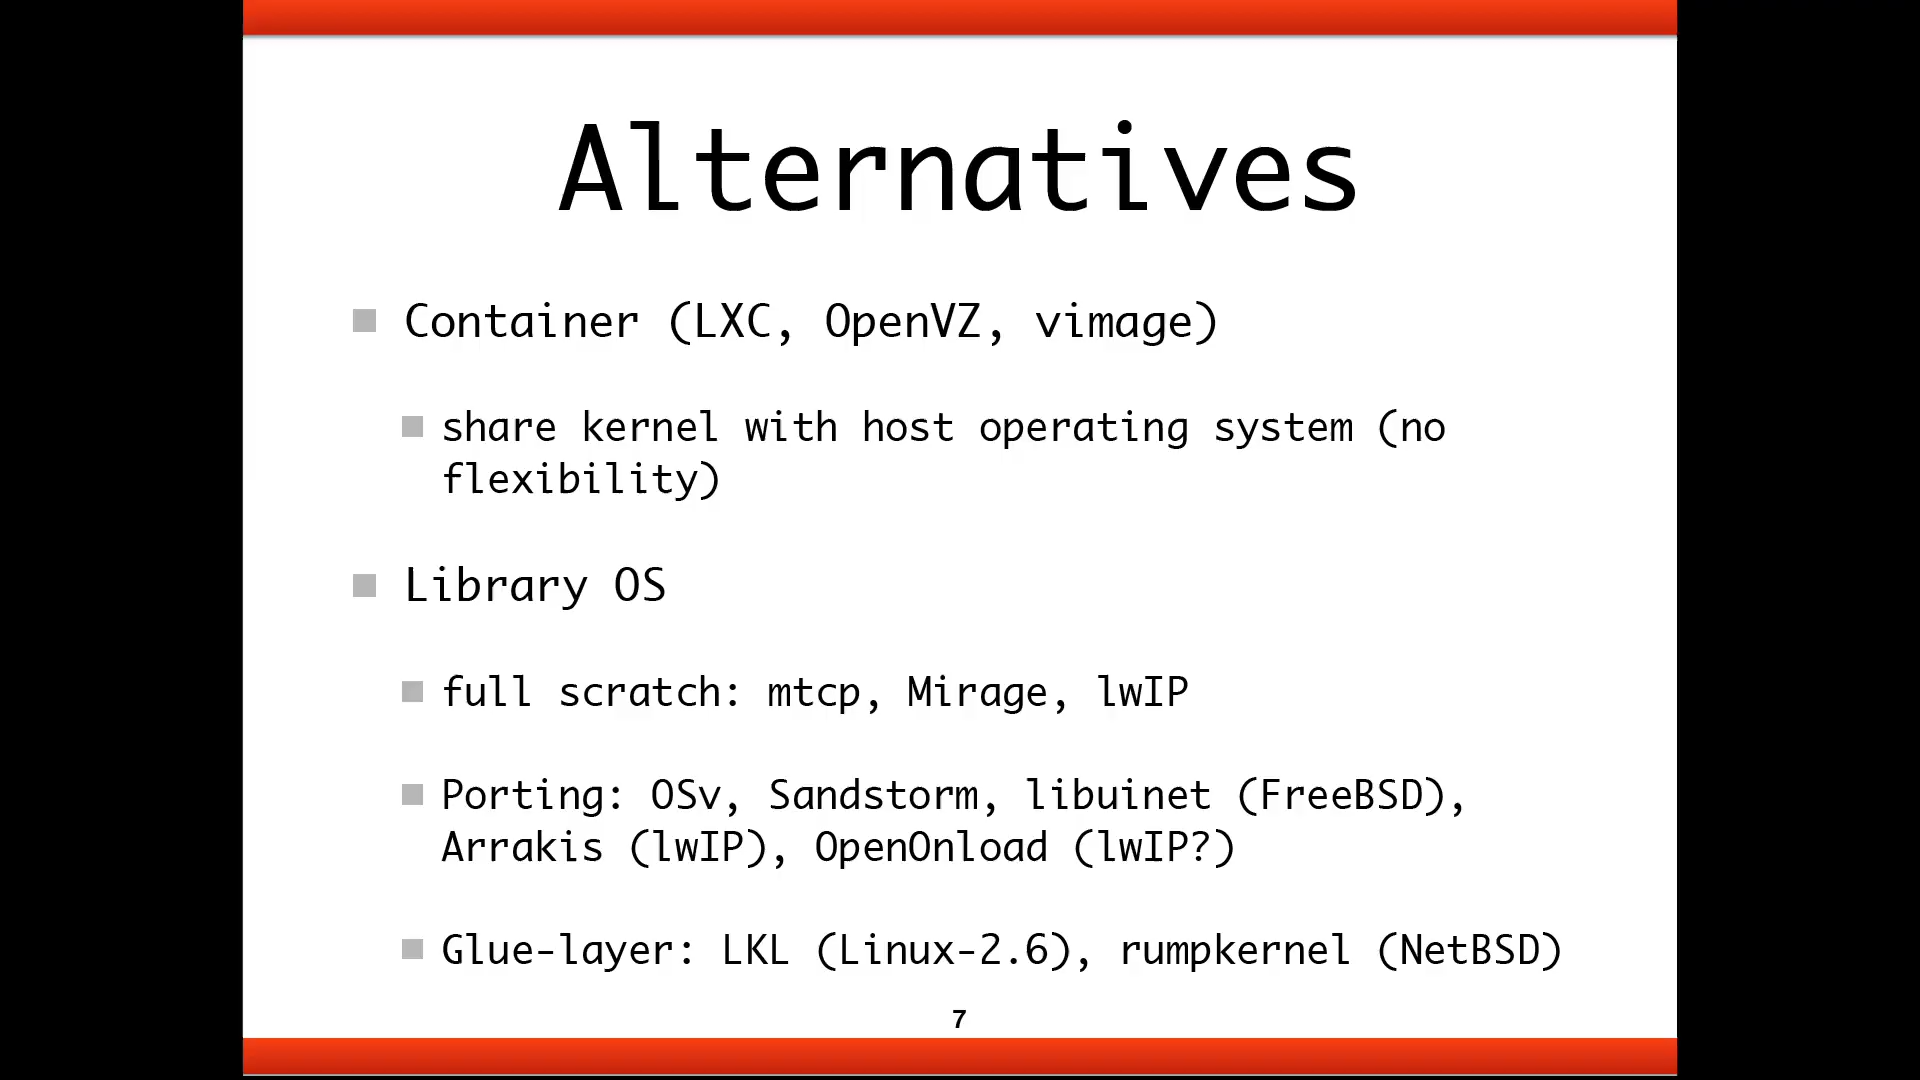 Alternatives
Container (LXC, OpenVZ, vimage)
share kernel with host operating system (no
flexibility)
Library OS
full scratch: mtcp, Mirage, lwIP
Porting: OSv, Sandstorm, libuinet (FreeBSD),
Arrakis (lwIP), OpenOnload (lwIP?)
Glue-layer: LKL (Linux-2.6), rumpkernel (NetBSD)
7